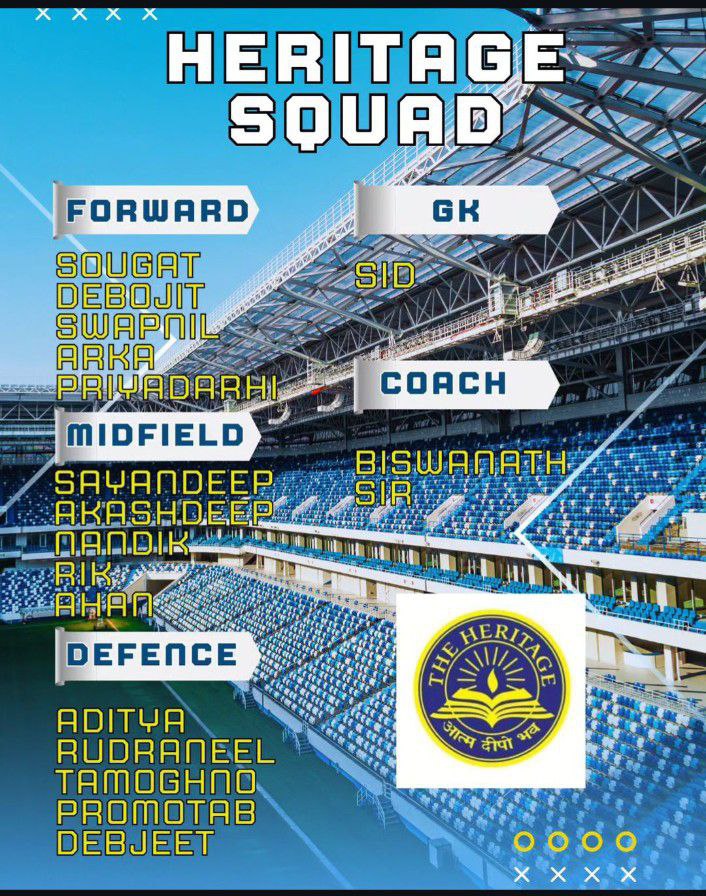 HERITAGE
SQUAD
FORWARD
SOUGAT
DEBOJIT
SWAPNIL
ARKA
PRIYADARHI
MIDFIELD
SAYANDEEP
AKASHDEEP
NANDIK
RIK
AHAN
DEFENCE
ADITYA
RUDRANEEL
TAMOGHNO
PROMOTAB
DEBJEET
GK
SID
COACH
BISWANATH
SIR
THE HERITAGE
आत्म दीपो भव